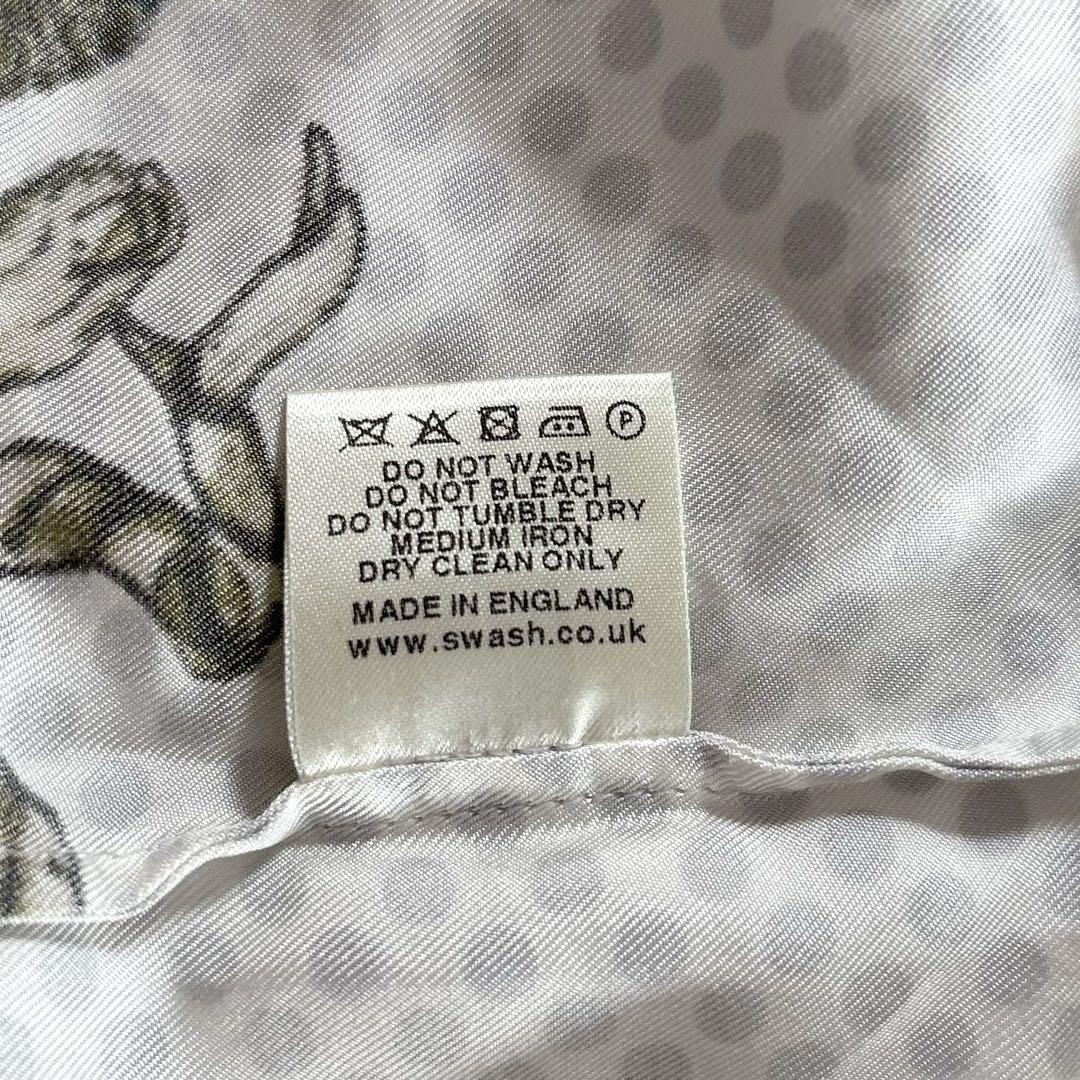 P
DO NOT WASH
DO NOT BLEACH
DO NOT TUMBLE DRY
MEDIUM IRON
DRY CLEAN ONLY
MADE IN ENGLAND
www.swash.co.uk